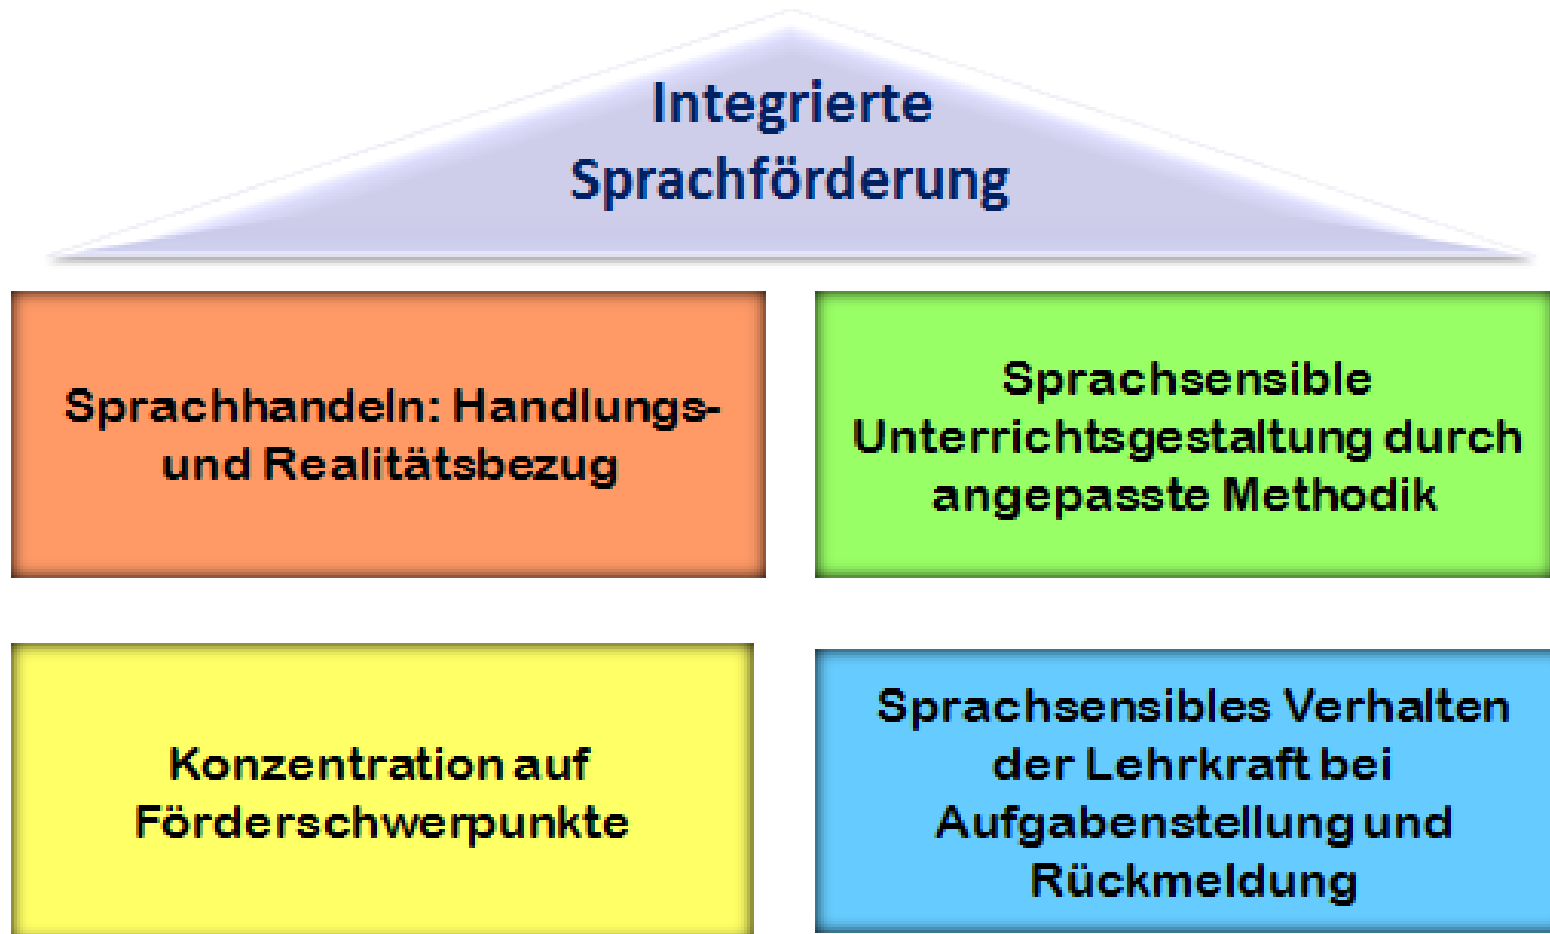 Integrierte
Sprachförderung
Sprachhandeln: Handlungs-
und Realitätsbezug
Sprachsensible
Unterrichtsgestaltung durch
angepasste Methodik
Konzentration auf
Förderschwerpunkte
Sprachsensibles Verhalten
der Lehrkraft bei
Aufgabenstellung und
Rückmeldung